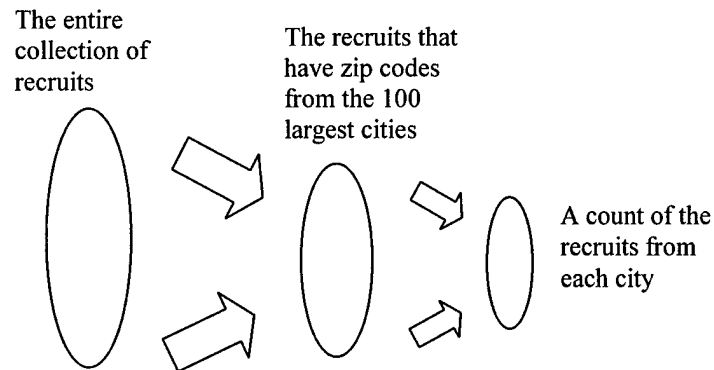 The entire
collection of
recruits
The recruits that
have zip codes
from the 100
largest cities
A count of the
recruits from
each city